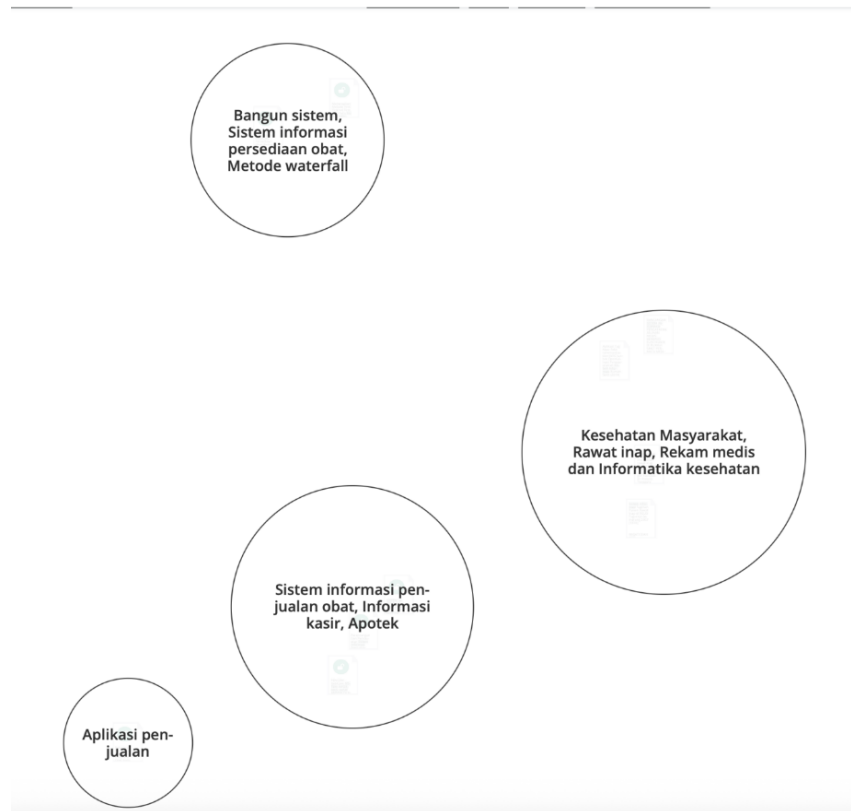 Bangun sistem,
Sistem informasi
persediaan obat,
Metode waterfall
Kesehatan Masyarakat,
Rawat inap, Rekam medis
dan Informatika kesehatan
Sistem informasi pen-
jualan obat, Informasi
kasir, Apotek
Aplikasi pen-
jualan